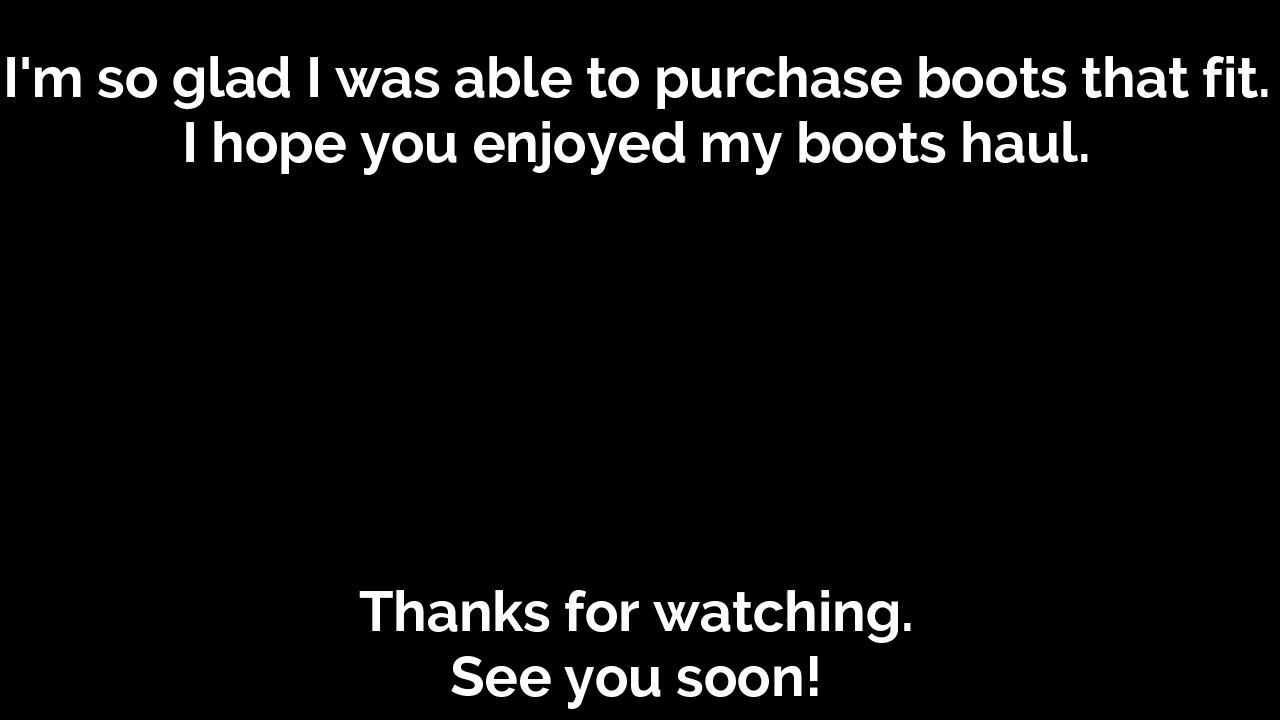 I'm so glad I was able to purchase boots that fit.
I hope you enjoyed my boots haul.
Thanks for watching.
See you soon!